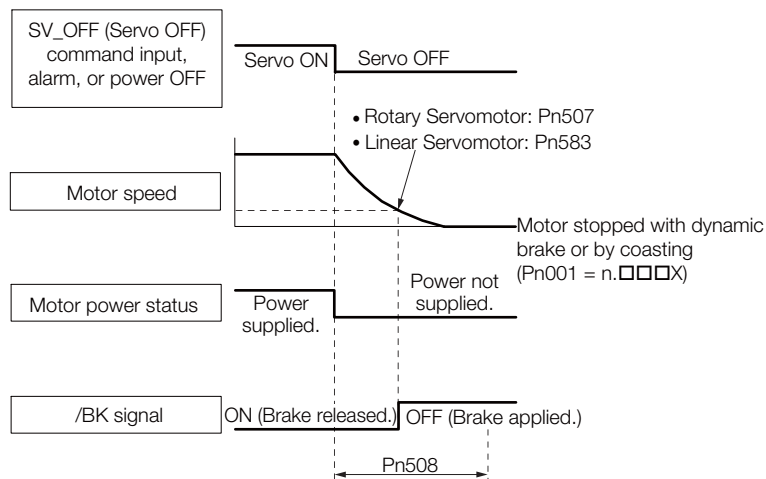 SV_OFF (Servo OFF)
command input,
alarm, or power OFF
Servo ON
Servo OFF
• Rotary Servomotor: Pn507
• Linear Servomotor: Pn583
Motor speed
Motor stopped with dynamic
brake or by coasting
(Pn001 = n.□□□X)
Motor power status
Power
supplied.
Power not
supplied.
/BK signal
ON (Brake released.)
OFF (Brake applied.)
Pn508